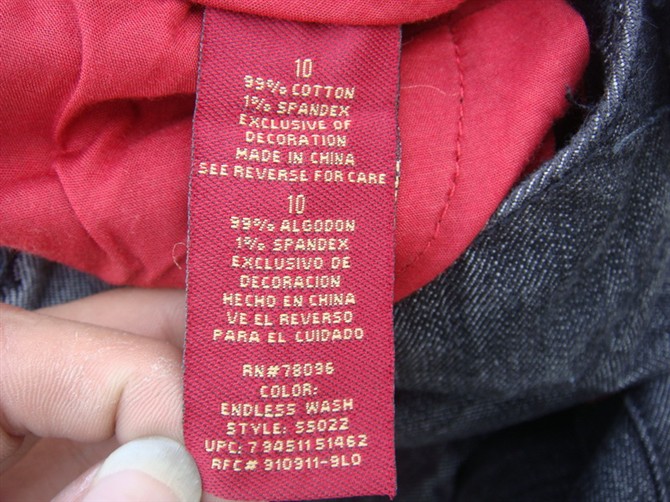 10
99% COTTON
1% SPANDEX
EXCLUSIVE OF
DECORATION
MADE IN CHINA
SEE REVERSE FOR CARE
10
99% ALGODON
1% SPANDEX
EXCLUSIVO DE
DECORACION
HECHO EN CHINA
VE EL REVERSO
PARA EL CUIDADO
RN#78096
COLOR:
ENDLESS WASH
STYLE: 55022
UPC: 7 94511 51462
RFC# 910911-9L0